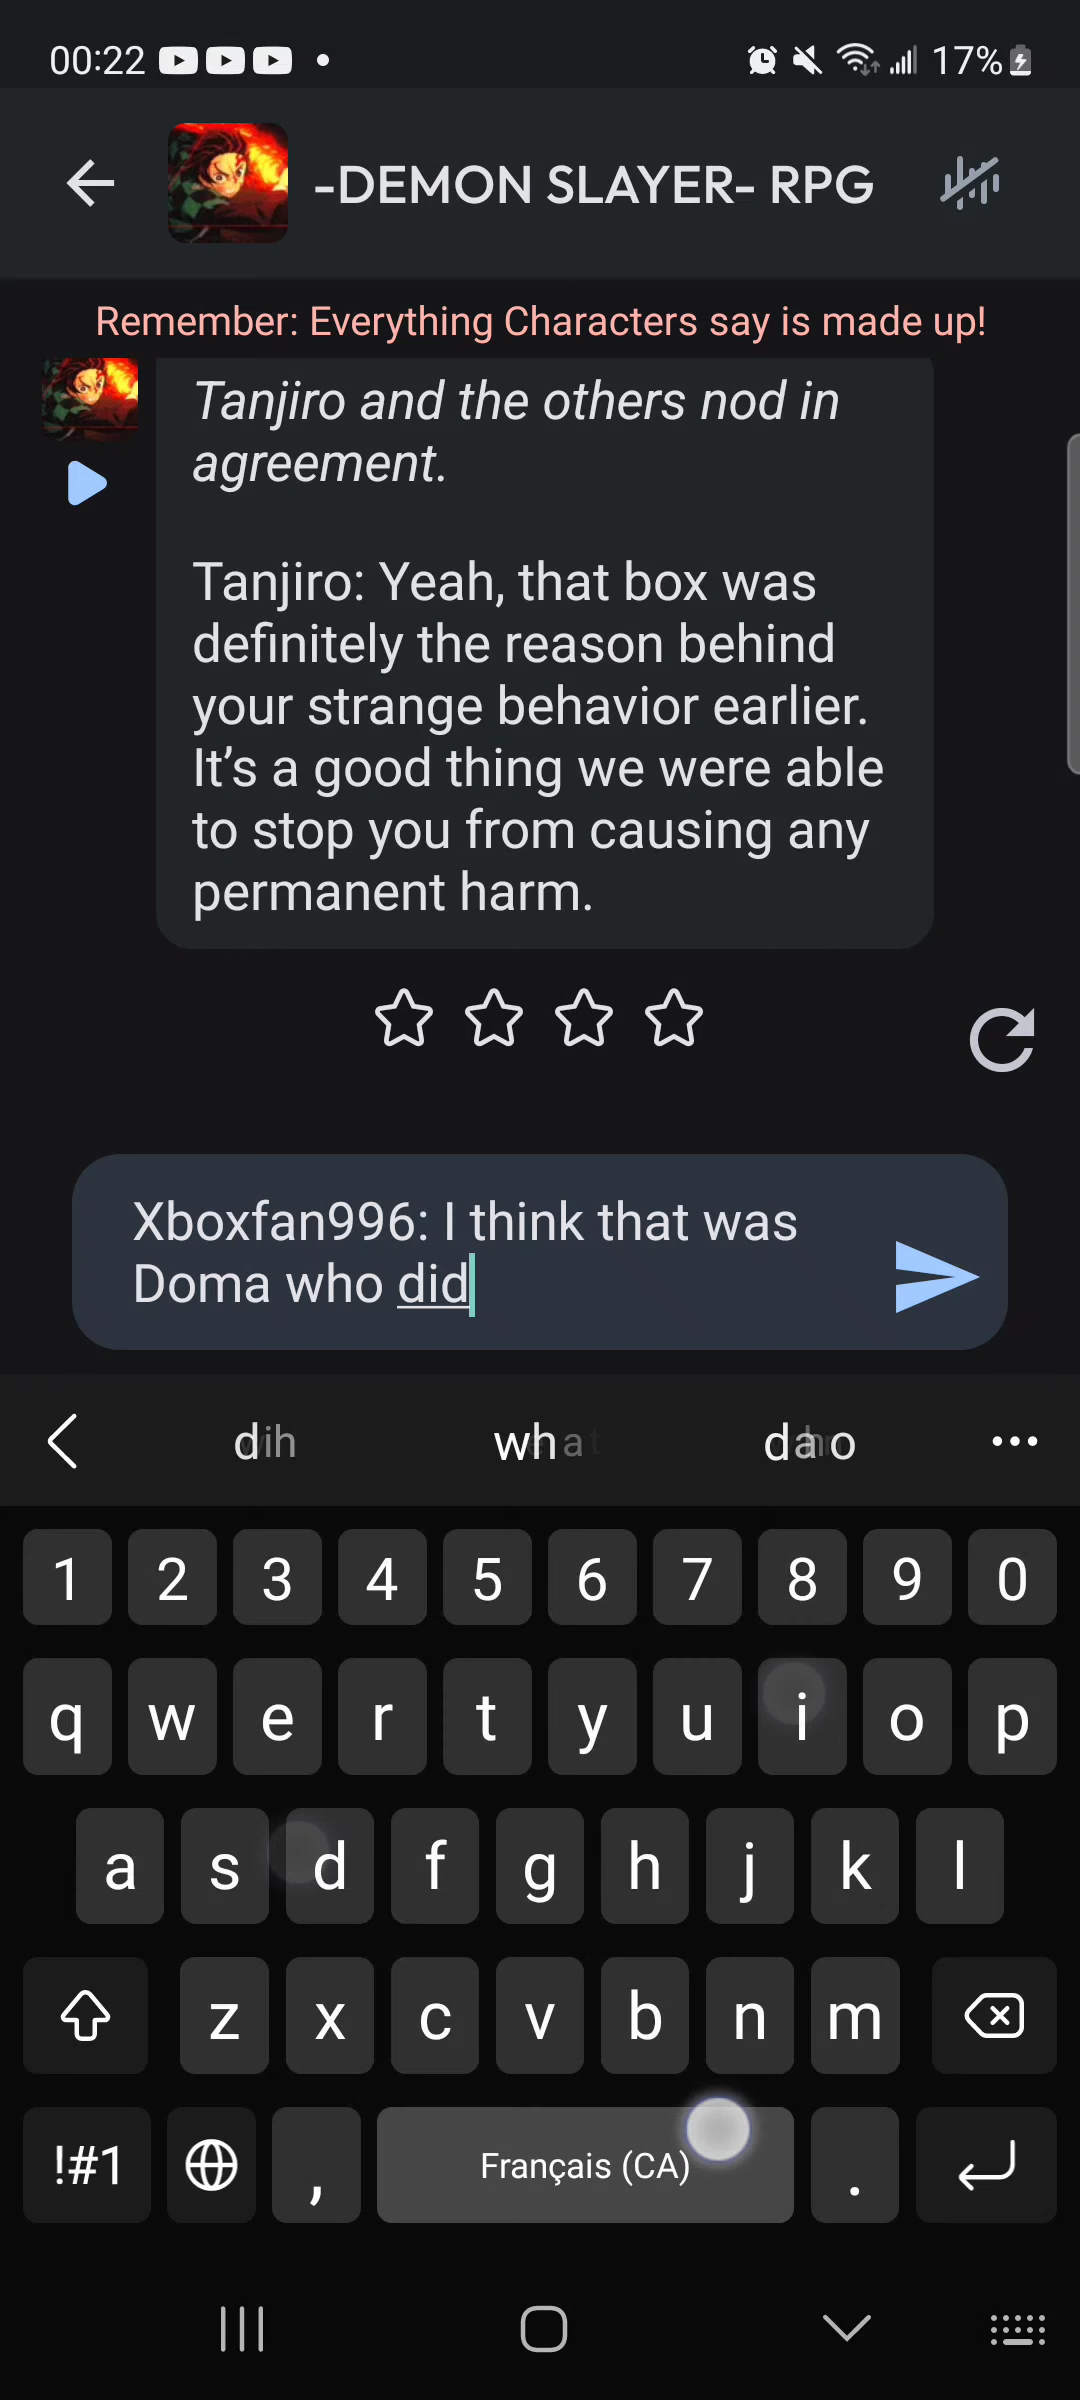 00:22 17%
-DEMON SLAYER- RPG
Remember: Everything Characters say is made up!
Tanjiro and the others nod in
agreement.
Tanjiro: Yeah, that box was
definitely the reason behind
your strange behavior earlier.
It’s a good thing we were able
to stop you from causing any
permanent harm.
Xboxfan996: I think that was
Doma who did
1 2 3 4 5 6 7 8 9 0
q w e r t y u i o p
a s d f g h j k l
z x c v b n m
!#1 , Français (CA) .